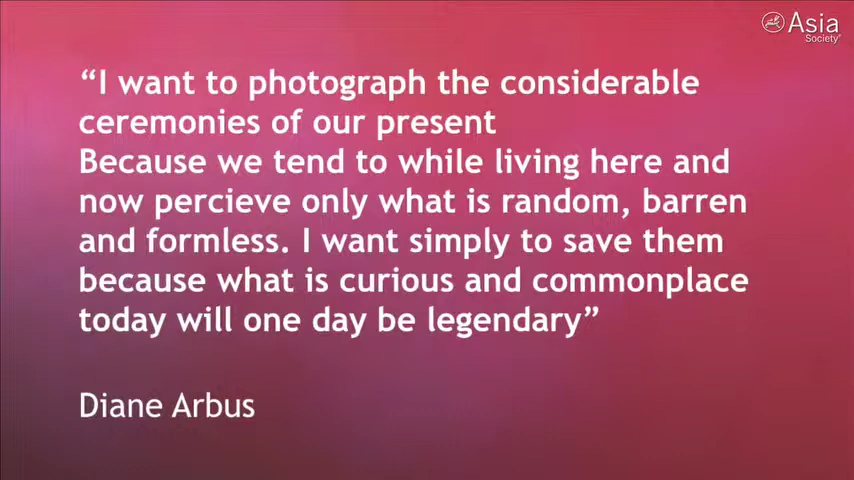 Asia
Society
“I want to photograph the considerable
ceremonies of our present
Because we tend to while living here and
now percieve only what is random, barren
and formless. I want simply to save them
because what is curious and commonplace
today will one day be legendary”
Diane Arbus